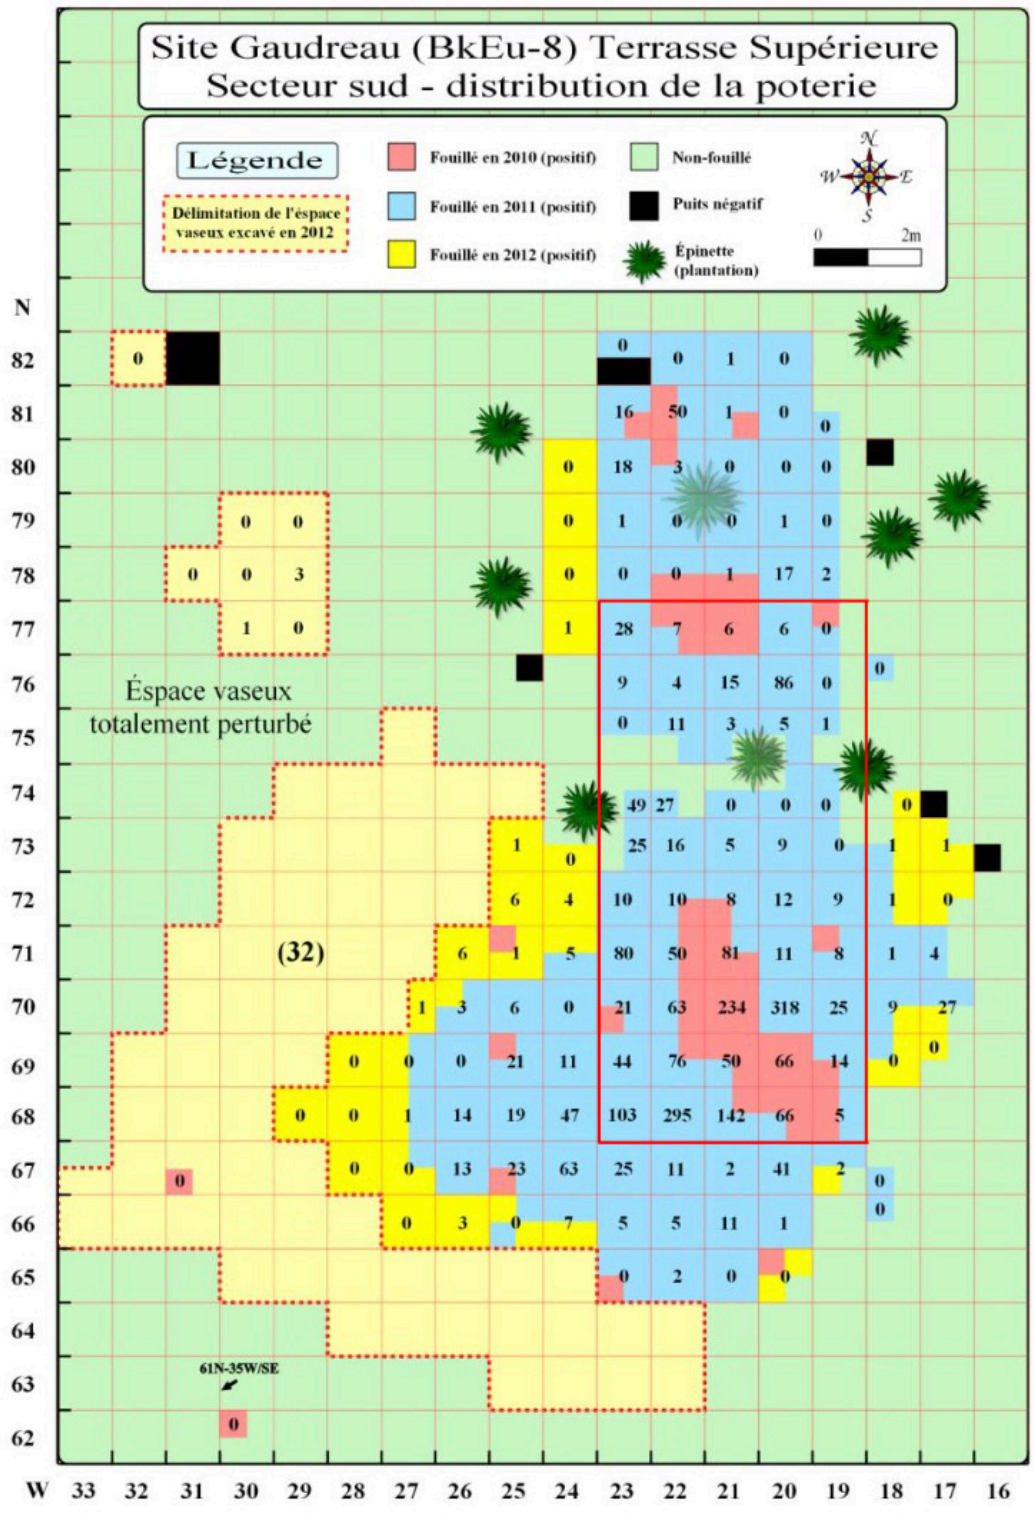 Site Gaudreau (BkEu-8) Terrasse Supérieure
Secteur sud - distribution de la poterie
Légende
Délimitation de l'éspace
vaseux excavé en 2012
Fouillé en 2010 (positif)
Fouillé en 2011 (positif)
Fouillé en 2012 (positif)
Non-fouillé
Puits négatif
Épinette
(plantation)
N
W E
S
0 2m
N
82 0 0 0 1 0
81 16 50 1 0 0
80 0 18 3 0 0 0
79 0 0 0 1 0 0 1 0
78 0 0 3 0 0 0 1 17 2
77 1 0 1 28 7 6 6 0
76 9 4 15 86 0 0
Éspace vaseux
totalement perturbé
75 0 11 3 5 1
74 49 27 0 0 0 0
73 1 0 25 16 5 9 0 1 1
72 6 4 10 10 8 12 9 1 0
71 (32) 6 1 5 80 50 81 11 8 1 4
70 1 3 6 0 21 63 234 318 25 9 27
69 0 0 0 21 11 44 76 50 66 14 0 0
68 0 0 1 14 19 47 103 295 142 66 5
67 0 0 0 13 23 63 25 11 2 41 2 0
66 0 3 0 7 5 5 11 1 0
65 0 2 0 0
64
61N-35W/SE
63
62 0
W 33 32 31 30 29 28 27 26 25 24 23 22 21 20 19 18 17 16